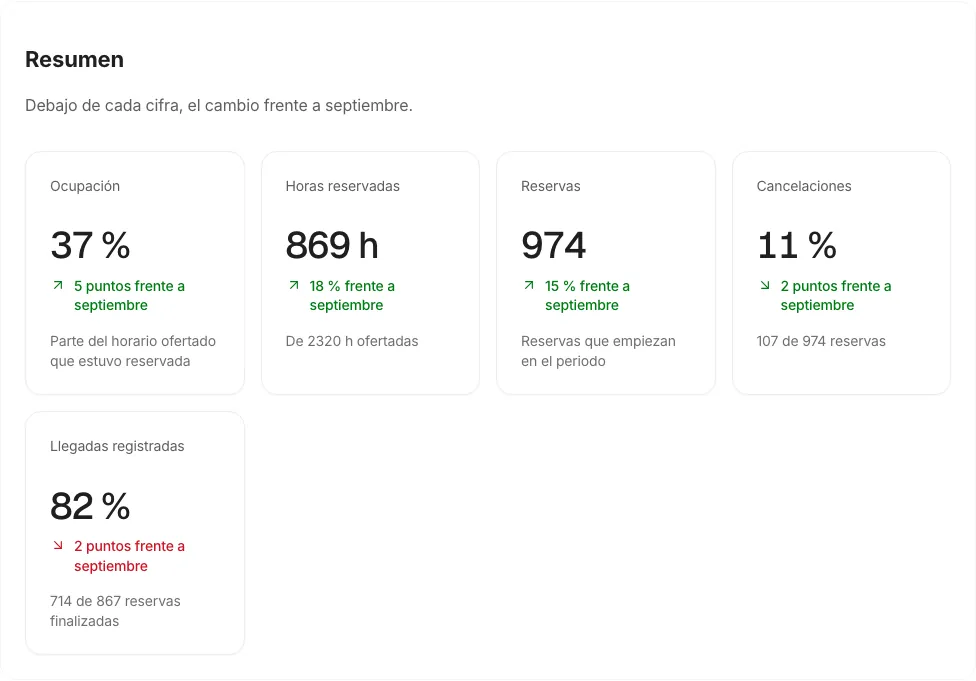 Resumen
Debajo de cada cifra, el cambio frente a septiembre.
Ocupación
37 %
5 puntos frente a
septiembre
Parte del horario ofertado
que estuvo reservada
Horas reservadas
869 h
18 % frente a
septiembre
De 2320 h ofertadas
Reservas
974
15 % frente a
septiembre
Reservas que empiezan
en el periodo
Cancelaciones
11 %
2 puntos frente a
septiembre
107 de 974 reservas
Llegadas registradas
82 %
2 puntos frente a
septiembre
714 de 867 reservas
finalizadas